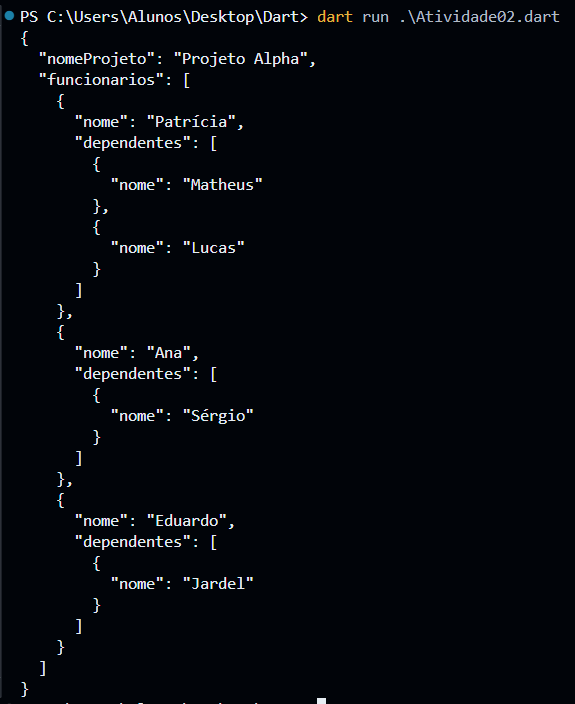 PS C:\Users\Alunos\Desktop\Dart> dart run .\Atividade02.dart
{
  "nomeProjeto": "Projeto Alpha",
  "funcionarios": [
    {
      "nome": "Patrícia",
      "dependentes": [
        {
          "nome": "Matheus"
        },
        {
          "nome": "Lucas"
        }
      ]
    },
    {
      "nome": "Ana",
      "dependentes": [
        {
          "nome": "Sérgio"
        }
      ]
    },
    {
      "nome": "Eduardo",
      "dependentes": [
        {
          "nome": "Jardel"
        }
      ]
    }
  ]
}